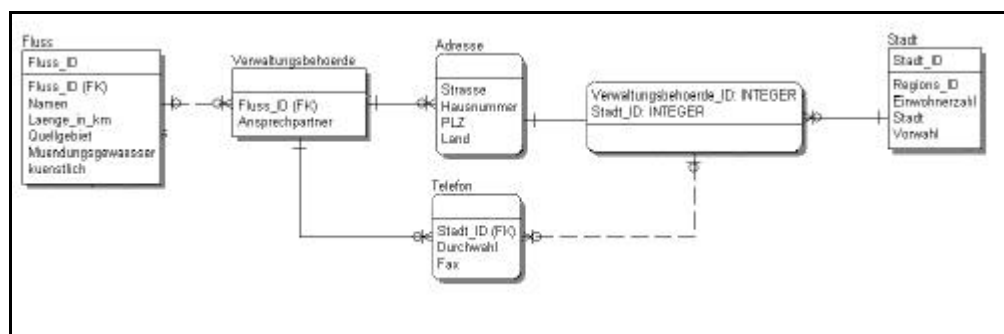 Fluss
Fluss_ID
Fluss_ID (FK)
Namen
Laenge_in_km
Quellgebiet
Muendungsgewaesser
kuenstlich
Verwaltungsbehoerde
Fluss_ID (FK)
Ansprechpartner
Adresse
Strasse
Hausnummer
PLZ
Land
Telefon
Stadt_ID (FK)
Durchwahl
Fax
Verwaltungsbehoerde_ID: INTEGER
Stadt_ID: INTEGER
Stadt
Stadt_ID
Regions_ID
Einwohnerzahl
Stadt
Vorwahl